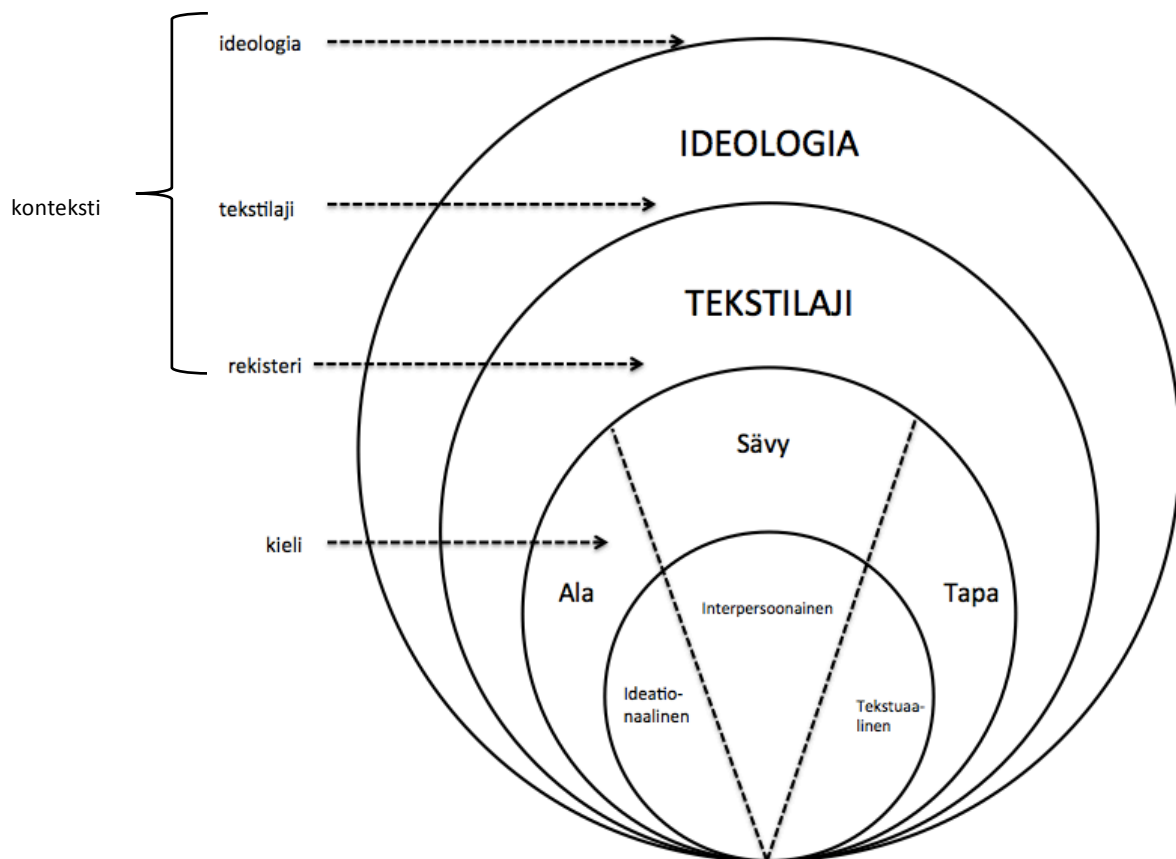 ideologia
IDEOLOGIA
konteksti
tekstilaji
TEKSTILAJI
rekisteri
Sävy
kieli
Ala
Interpersoonainen
Tapa
Ideatio-
naalinen
Tekstuaa-
linen